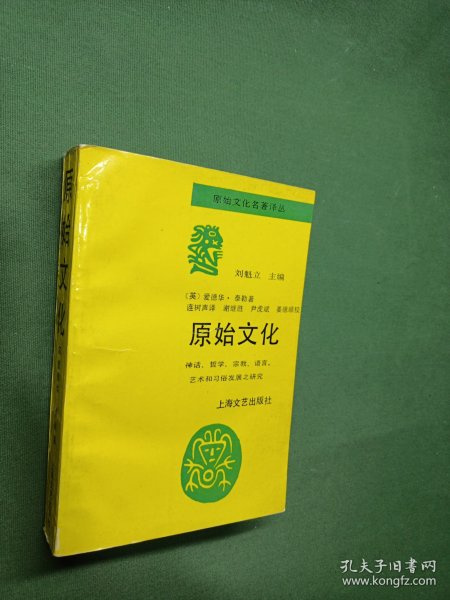 原始文化名著译丛
刘魁立 主编
〔英〕爱德华·泰勒著
连树声译 谢继胜 尹虎彬 姜德顺校
原始文化
神话、哲学、宗教、语言、
艺术和习俗发展之研究
上海文艺出版社
原始文化
孔夫子旧书网
www.kongfz.com